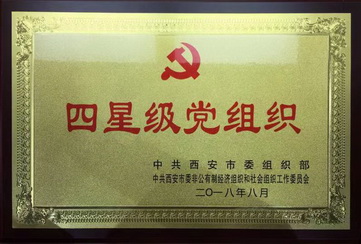 四星级党组织
中共西安市委组织部
中共西安市委非公有制经济组织和社会组织工作委员会
二〇一八年八月